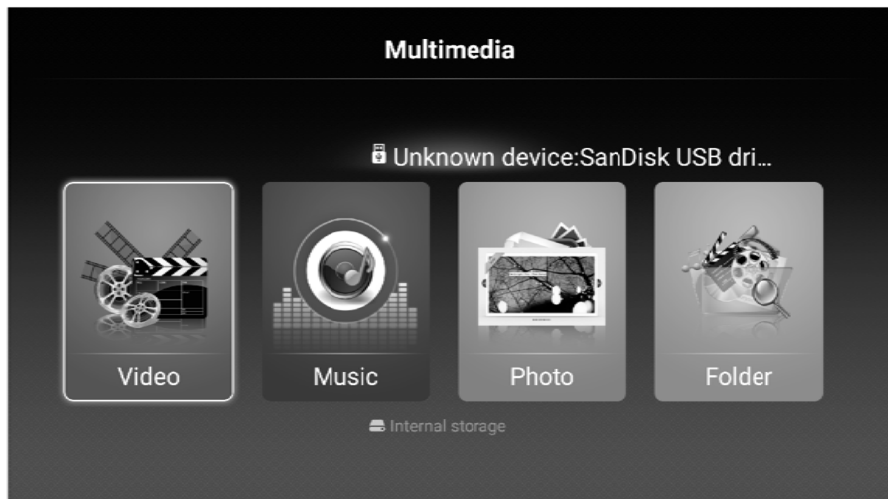 Multimedia
Unknown device:SanDisk USB dri...
Video
Music
Photo
Folder
Internal storage